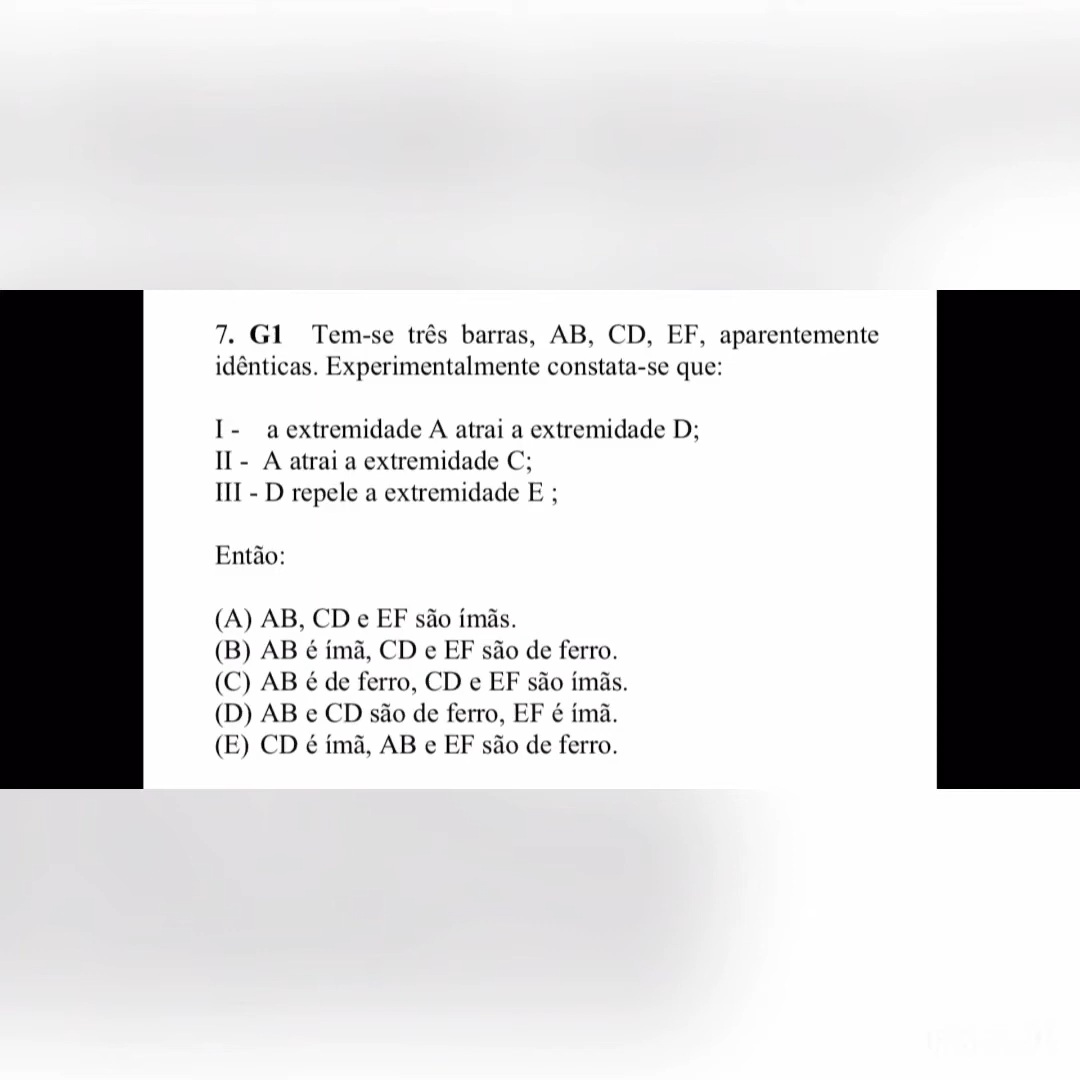 7. G1 Tem-se três barras, AB, CD, EF, aparentemente
idênticas. Experimentalmente constata-se que:
I - a extremidade A atrai a extremidade D;
II - A atrai a extremidade C;
III - D repele a extremidade E ;
Então:
(A) AB, CD e EF são ímãs.
(B) AB é ímã, CD e EF são de ferro.
(C) AB é de ferro, CD e EF são ímãs.
(D) AB e CD são de ferro, EF é ímã.
(E) CD é ímã, AB e EF são de ferro.